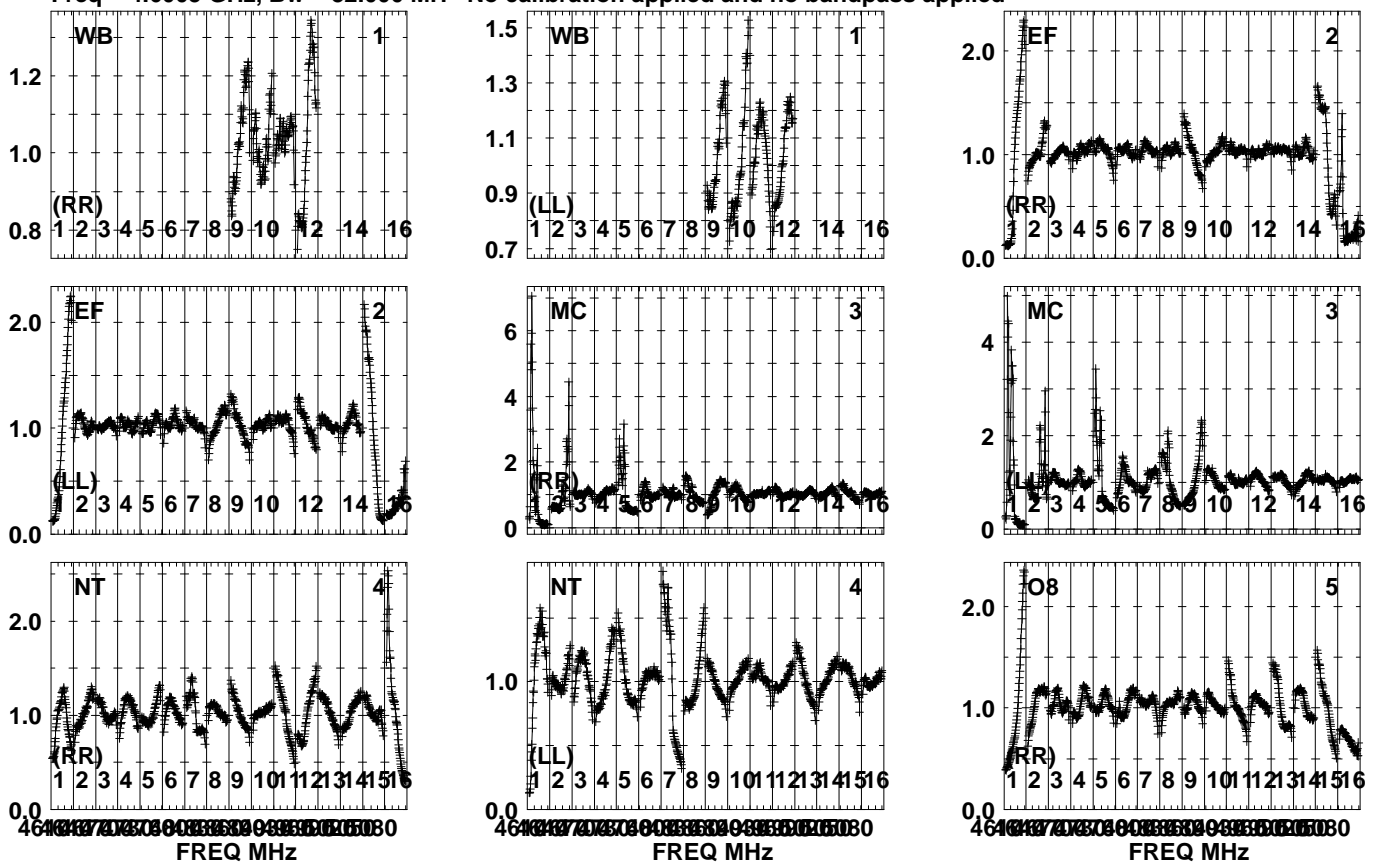 WB 1
1.2
1.0
0.8
(RR)
1 2 3 4 5 6 7 8 9 10 12 14 16
WB 1
1.5
1.3
1.1
0.9
0.7
(LL)
1 2 3 4 5 6 7 8 9 10 12 16
EF 2
2.0
1.0
0.0
(RR)
1 2 3 4 5 6 7 8 9 10 12 14 16
EF 2
2.0
1.0
0.0
(LL)
1 2 3 4 5 6 7 8 9 10 12 14 16
MC 3
6
4
2
0
(RR)
1 2 3 4 5 6 7 8 9 10 12 14 16
MC 3
4
2
0
1 2 3 4 5 6 7 8 9 10 12 14 16
NT 4
2.0
1.0
0.0
(RR)
1 2 3 4 5 6 7 8 9 10 11 12 13 14 15 16
FREQ MHz
NT 4
1.0
0.0
(LL)
1 2 3 4 5 6 7 8 9 10 11 12 13 14 15 16
FREQ MHz
O8 5
2.0
1.0
0.0
(RR)
1 2 3 4 5 6 7 8 9 10 11 12 13 14 15 16
FREQ MHz